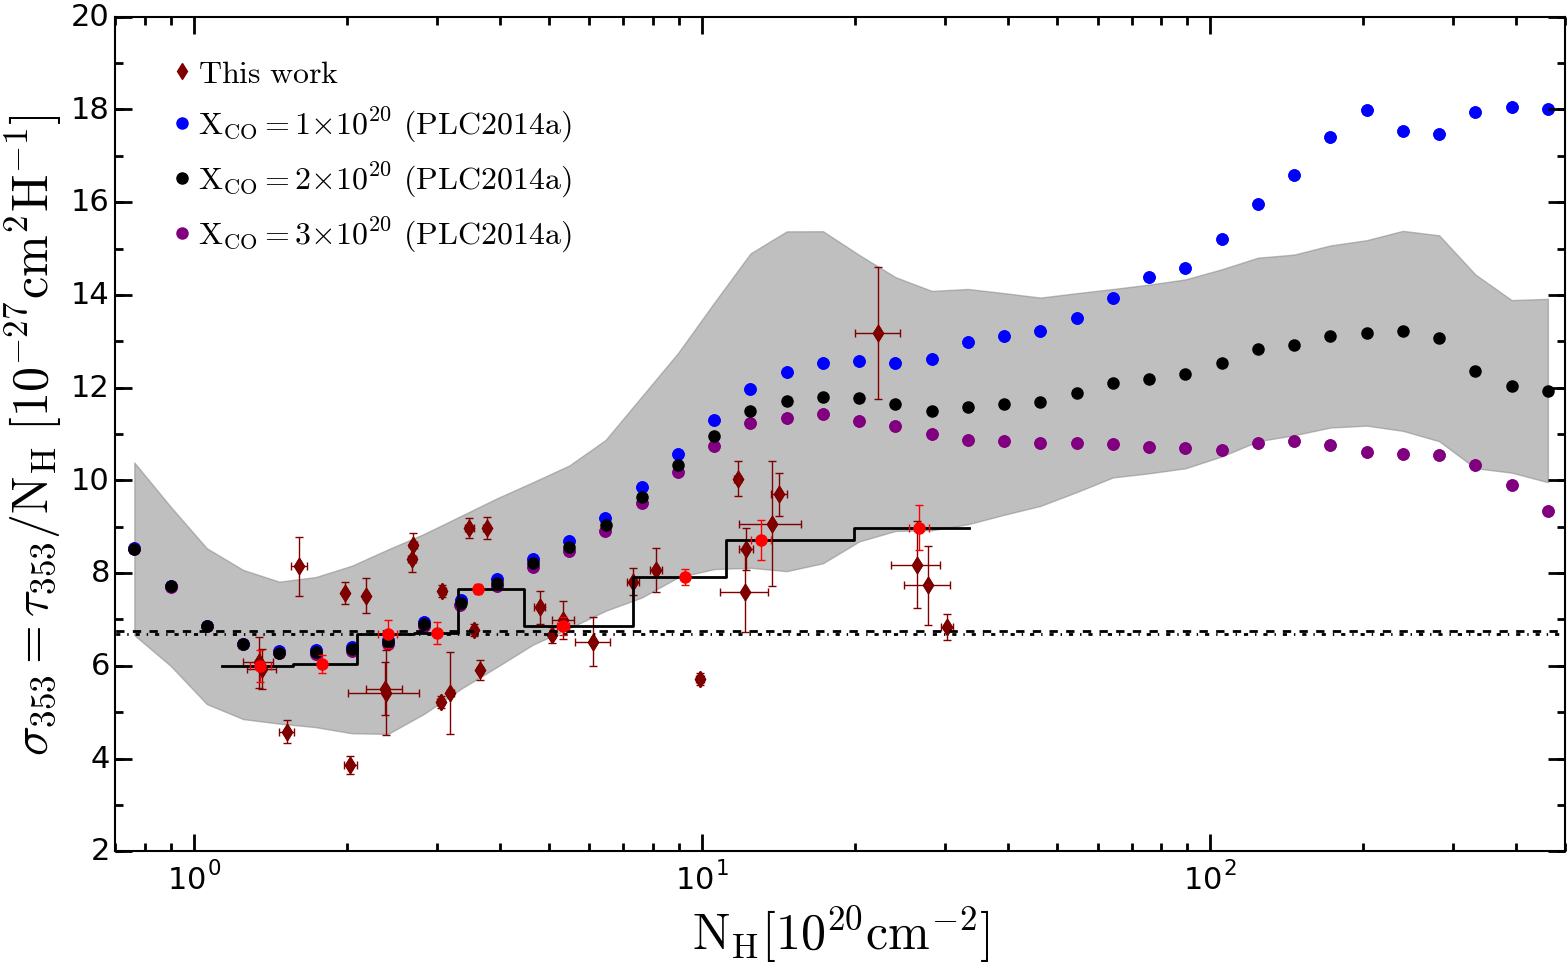 This work
X_CO = 1×10^20 (PLC2014a)
X_CO = 2×10^20 (PLC2014a)
X_CO = 3×10^20 (PLC2014a)
σ_353 = τ_353/N_H [10^−27 cm^2 H^−1]
20
18
16
14
12
10
8
6
4
2
10^0
10^1
10^2
N_H[10^20 cm^−2]